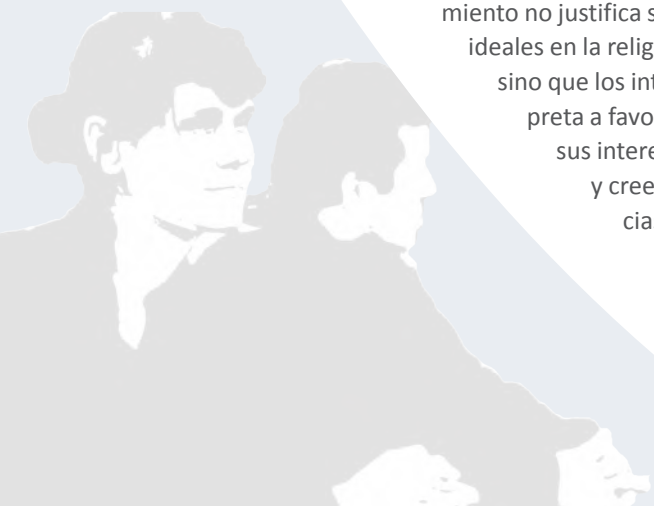 miento no justifica s
ideales en la relig
sino que los int
preta a favo
sus intere
y cree
cia